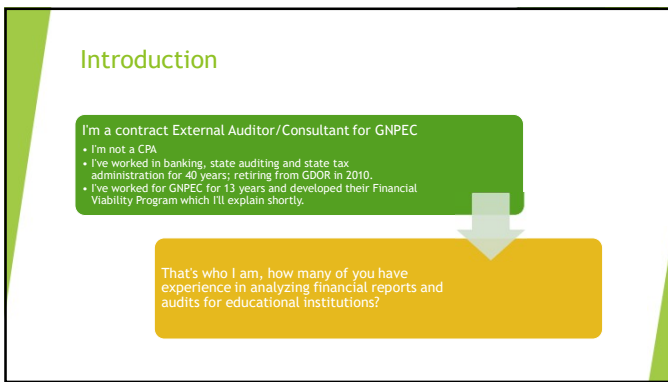 Introduction
I'm a contract External Auditor/Consultant for GNPEC
• I'm not a CPA
• I've worked in banking, state auditing and state tax
administration for 40 years; retiring from GDOR in 2010.
• I've worked for GNPEC for 13 years and developed their Financial
Viability Program which I'll explain shortly.
That's who I am, how many of you have
experience in analyzing financial reports and
audits for educational institutions?